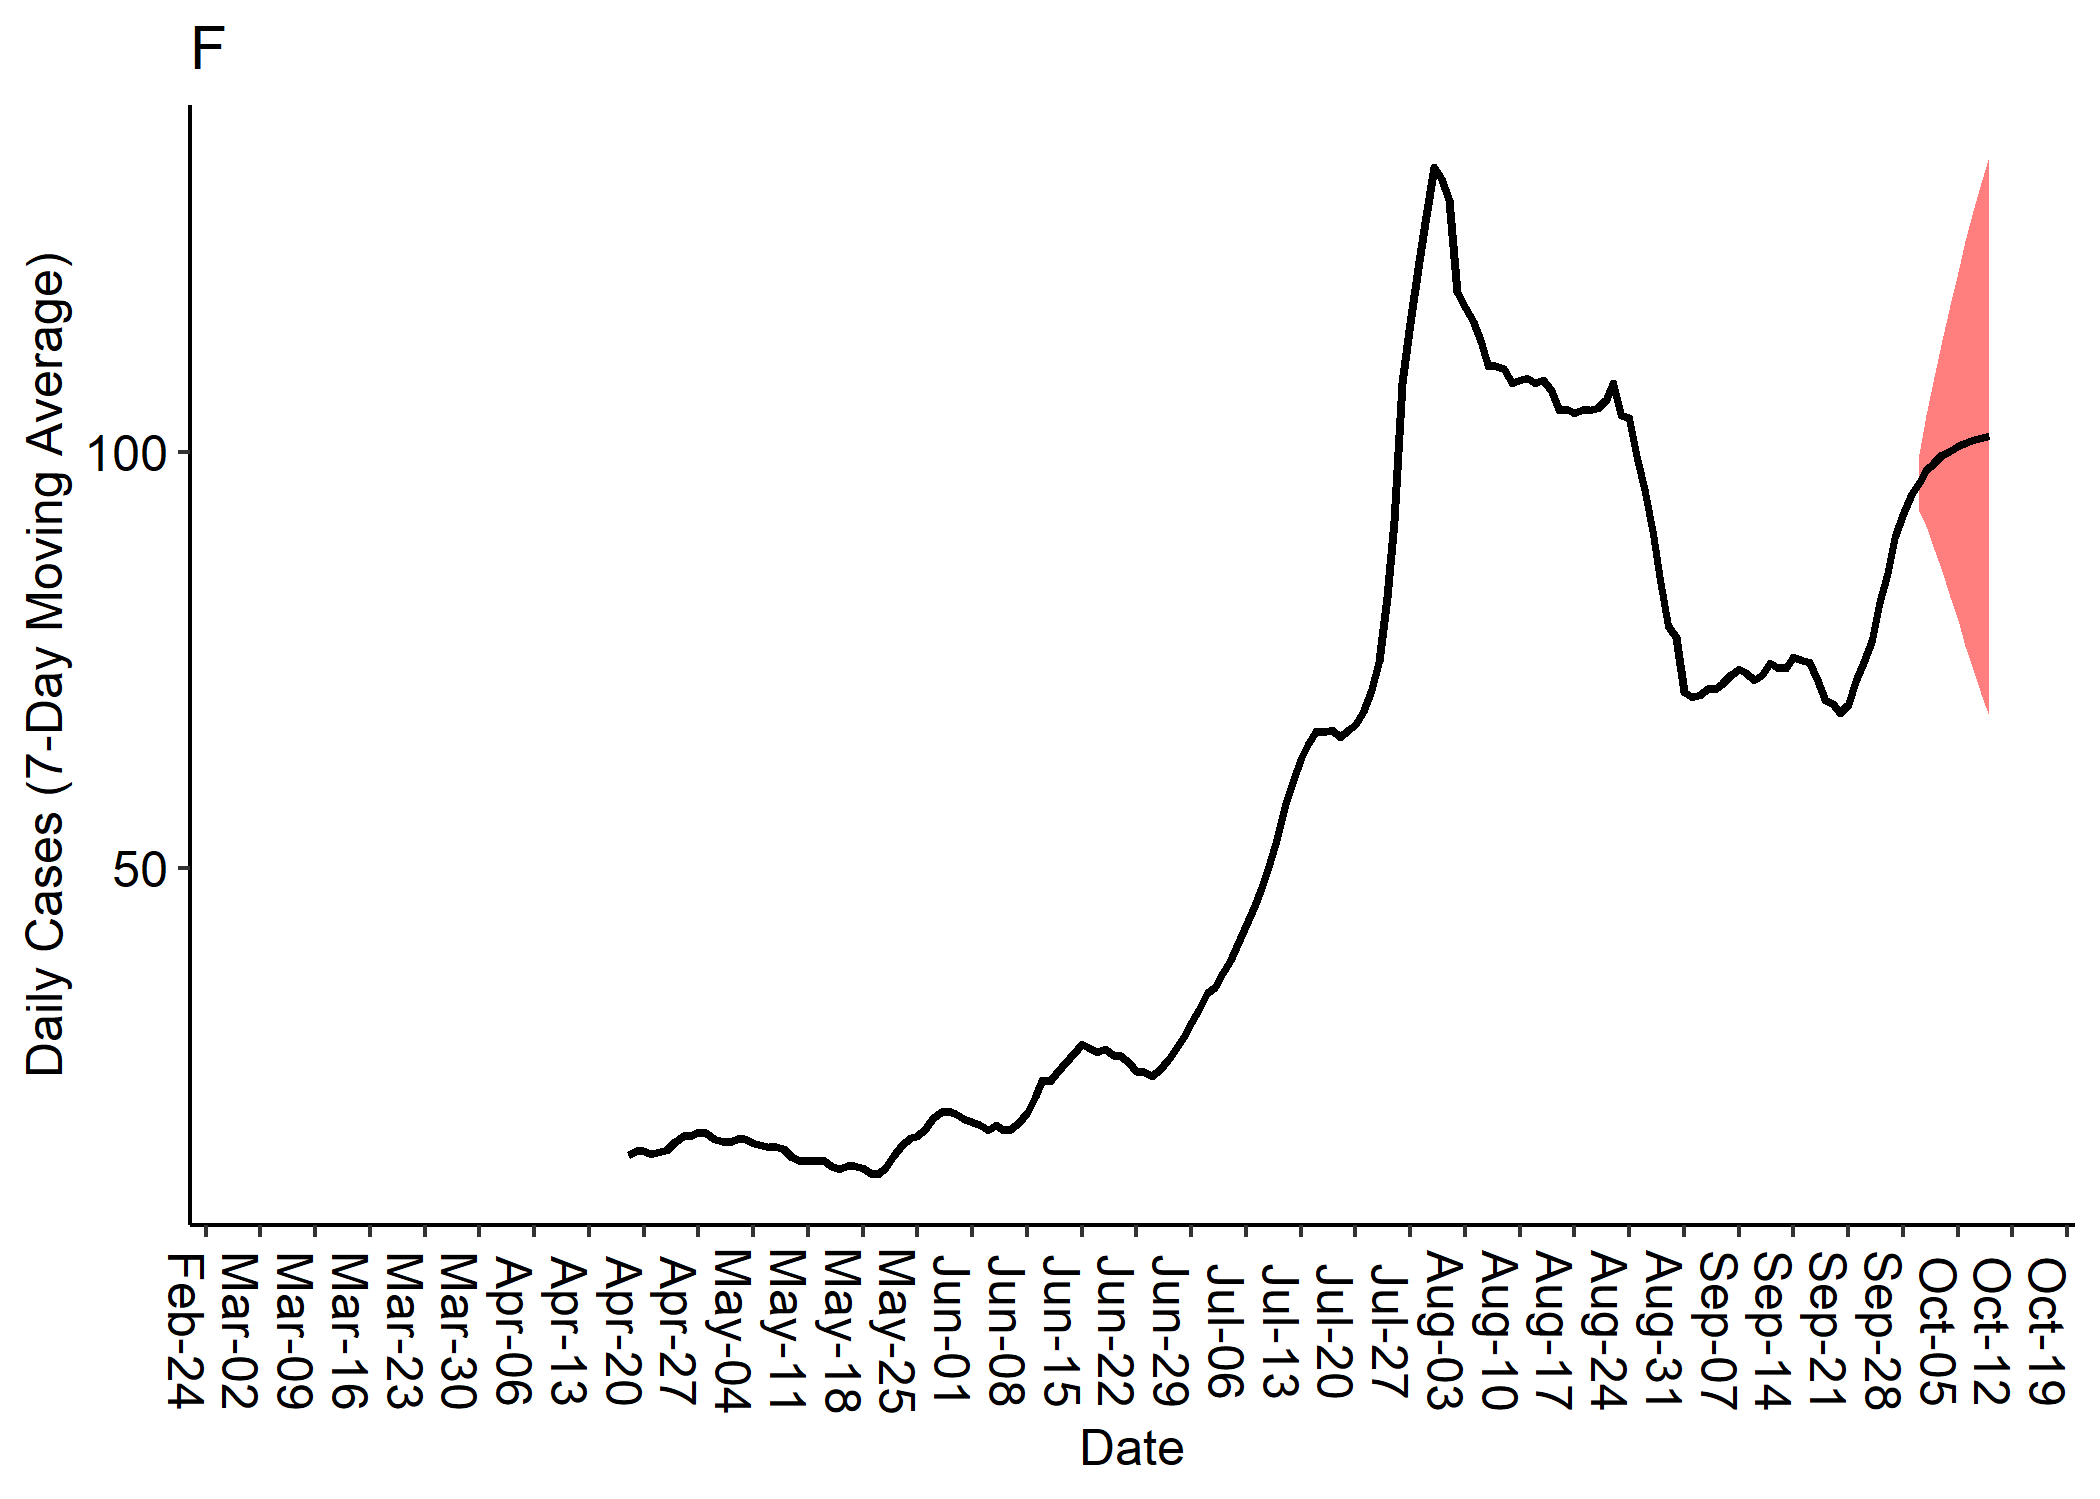 F
Daily Cases (7-Day Moving Average)
100
50
Feb-24
Mar-02
Mar-09
Mar-16
Mar-23
Mar-30
Apr-06
Apr-13
Apr-20
Apr-27
May-04
May-11
May-18
May-25
Jun-01
Jun-08
Jun-15
Jun-22
Jun-29
Jul-06
Jul-13
Jul-20
Jul-27
Aug-03
Aug-10
Aug-17
Aug-24
Aug-31
Sep-07
Sep-14
Sep-21
Sep-28
Oct-05
Oct-12
Oct-19
Date